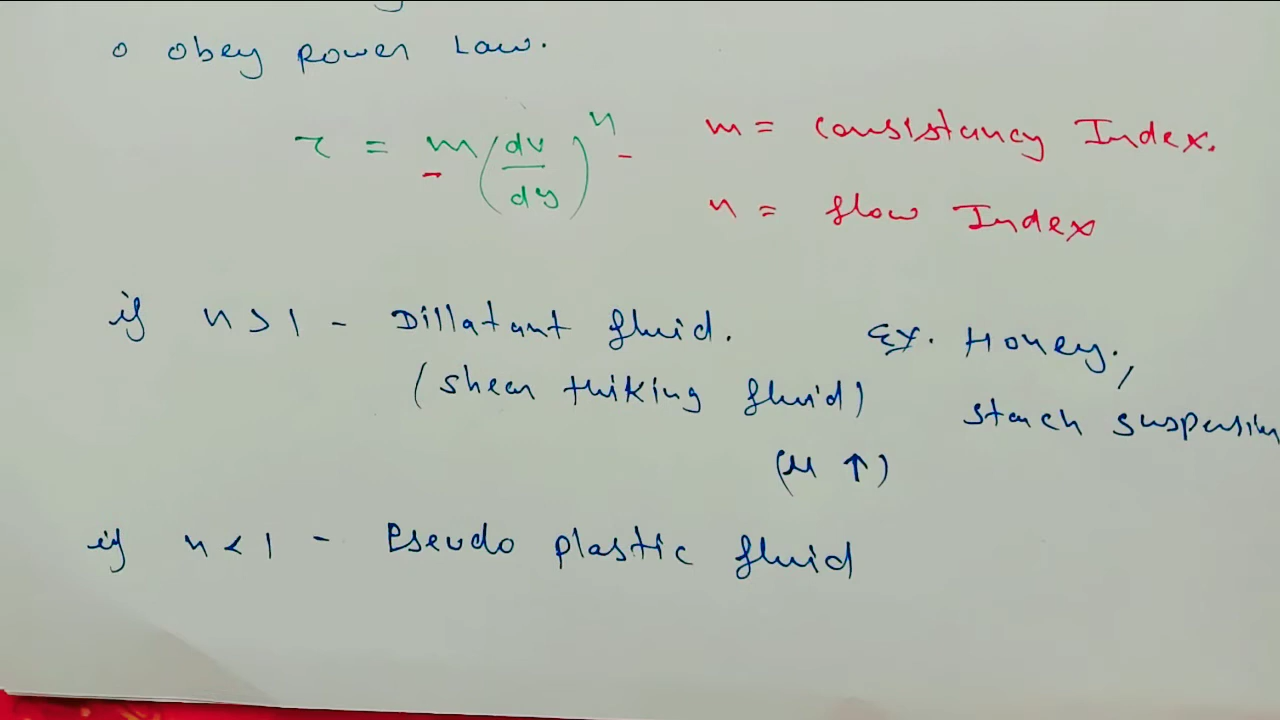 o obey power Law.
τ = m (dv/dy)^n
m = consistancy Index.
n = flow Index
if n > 1 - Dillatant fluid.
Ex. Honey.,
(shear thiking fluid)
starch suspension
(μ ↑)
if n < 1 - Pseudo plastic fluid